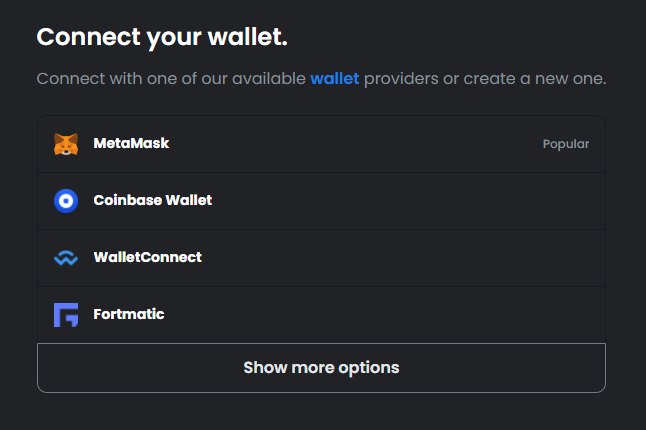 Connect your wallet.
Connect with one of our available wallet providers or create a new one.
MetaMask Popular
Coinbase Wallet
WalletConnect
Fortmatic
Show more options